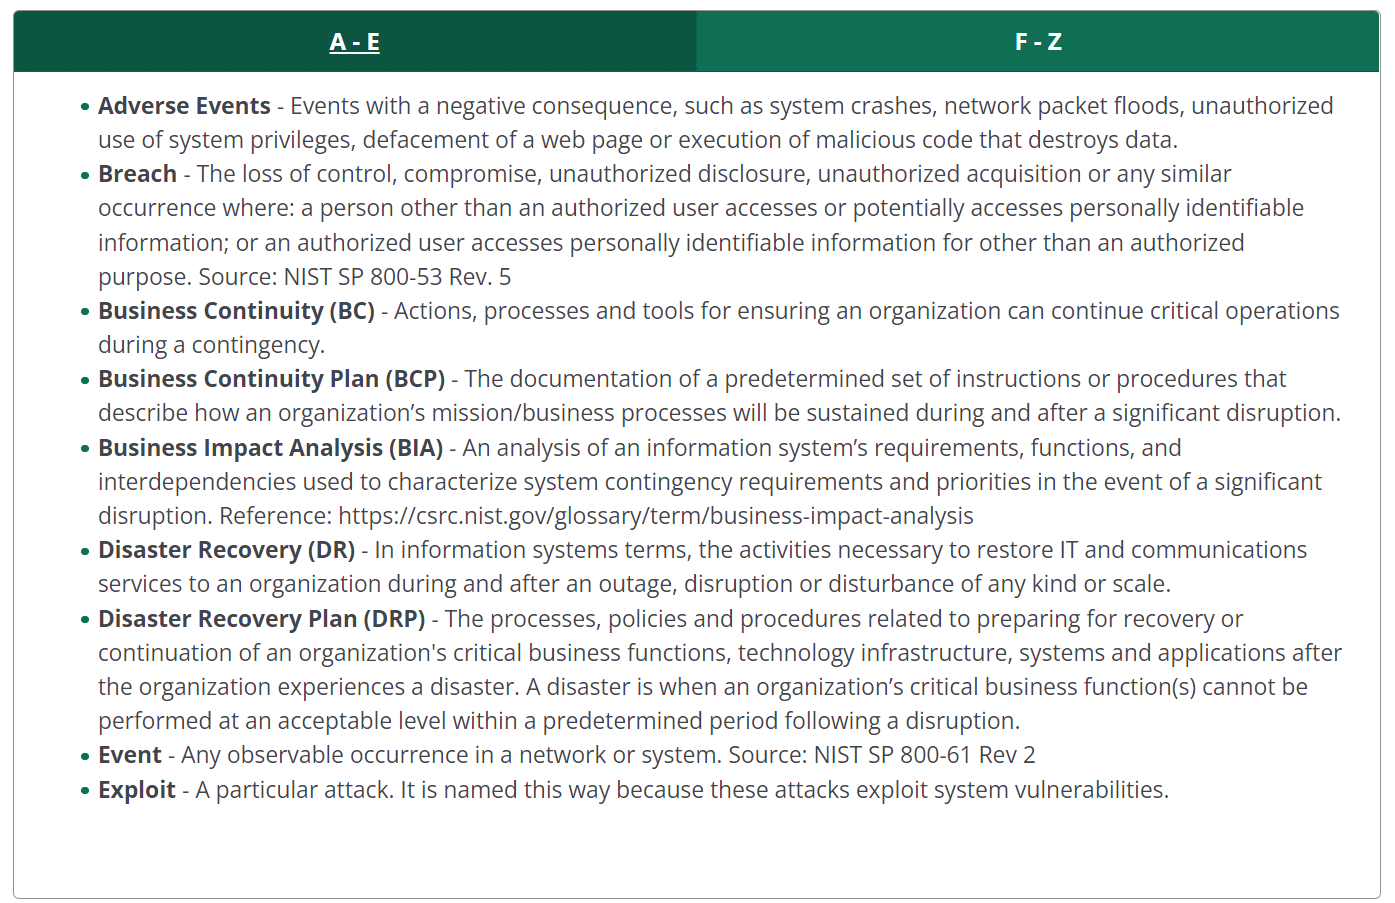 A - E
F - Z
• Adverse Events - Events with a negative consequence, such as system crashes, network packet floods, unauthorized
use of system privileges, defacement of a web page or execution of malicious code that destroys data.
• Breach - The loss of control, compromise, unauthorized disclosure, unauthorized acquisition or any similar
occurrence where: a person other than an authorized user accesses or potentially accesses personally identifiable
information; or an authorized user accesses personally identifiable information for other than an authorized
purpose. Source: NIST SP 800-53 Rev. 5
• Business Continuity (BC) - Actions, processes and tools for ensuring an organization can continue critical operations
during a contingency.
• Business Continuity Plan (BCP) - The documentation of a predetermined set of instructions or procedures that
describe how an organization’s mission/business processes will be sustained during and after a significant disruption.
• Business Impact Analysis (BIA) - An analysis of an information system’s requirements, functions, and
interdependencies used to characterize system contingency requirements and priorities in the event of a significant
disruption. Reference: https://csrc.nist.gov/glossary/term/business-impact-analysis
• Disaster Recovery (DR) - In information systems terms, the activities necessary to restore IT and communications
services to an organization during and after an outage, disruption or disturbance of any kind or scale.
• Disaster Recovery Plan (DRP) - The processes, policies and procedures related to preparing for recovery or
continuation of an organization's critical business functions, technology infrastructure, systems and applications after
the organization experiences a disaster. A disaster is when an organization’s critical business function(s) cannot be
performed at an acceptable level within a predetermined period following a disruption.
• Event - Any observable occurrence in a network or system. Source: NIST SP 800-61 Rev 2
• Exploit - A particular attack. It is named this way because these attacks exploit system vulnerabilities.